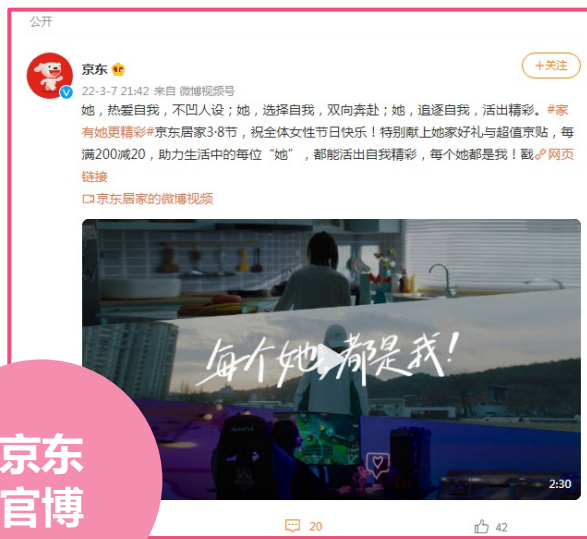 公开
京东
+关注
22-3-7 21:42 来自 微博视频号
她，热爱自我，不凹人设；她，选择自我，双向奔赴；她，追逐自我，活出精彩。#家
有她更精彩#京东居家3·8节，祝全体女性节日快乐！特别献上她家好礼与超值京贴，每
满200减20，助力生活中的每位“她”，都能活出自我精彩，每个她都是我！戳网页
链接
京东居家的微博视频
每个她，都是我！
2:30
京东
官博
20
42